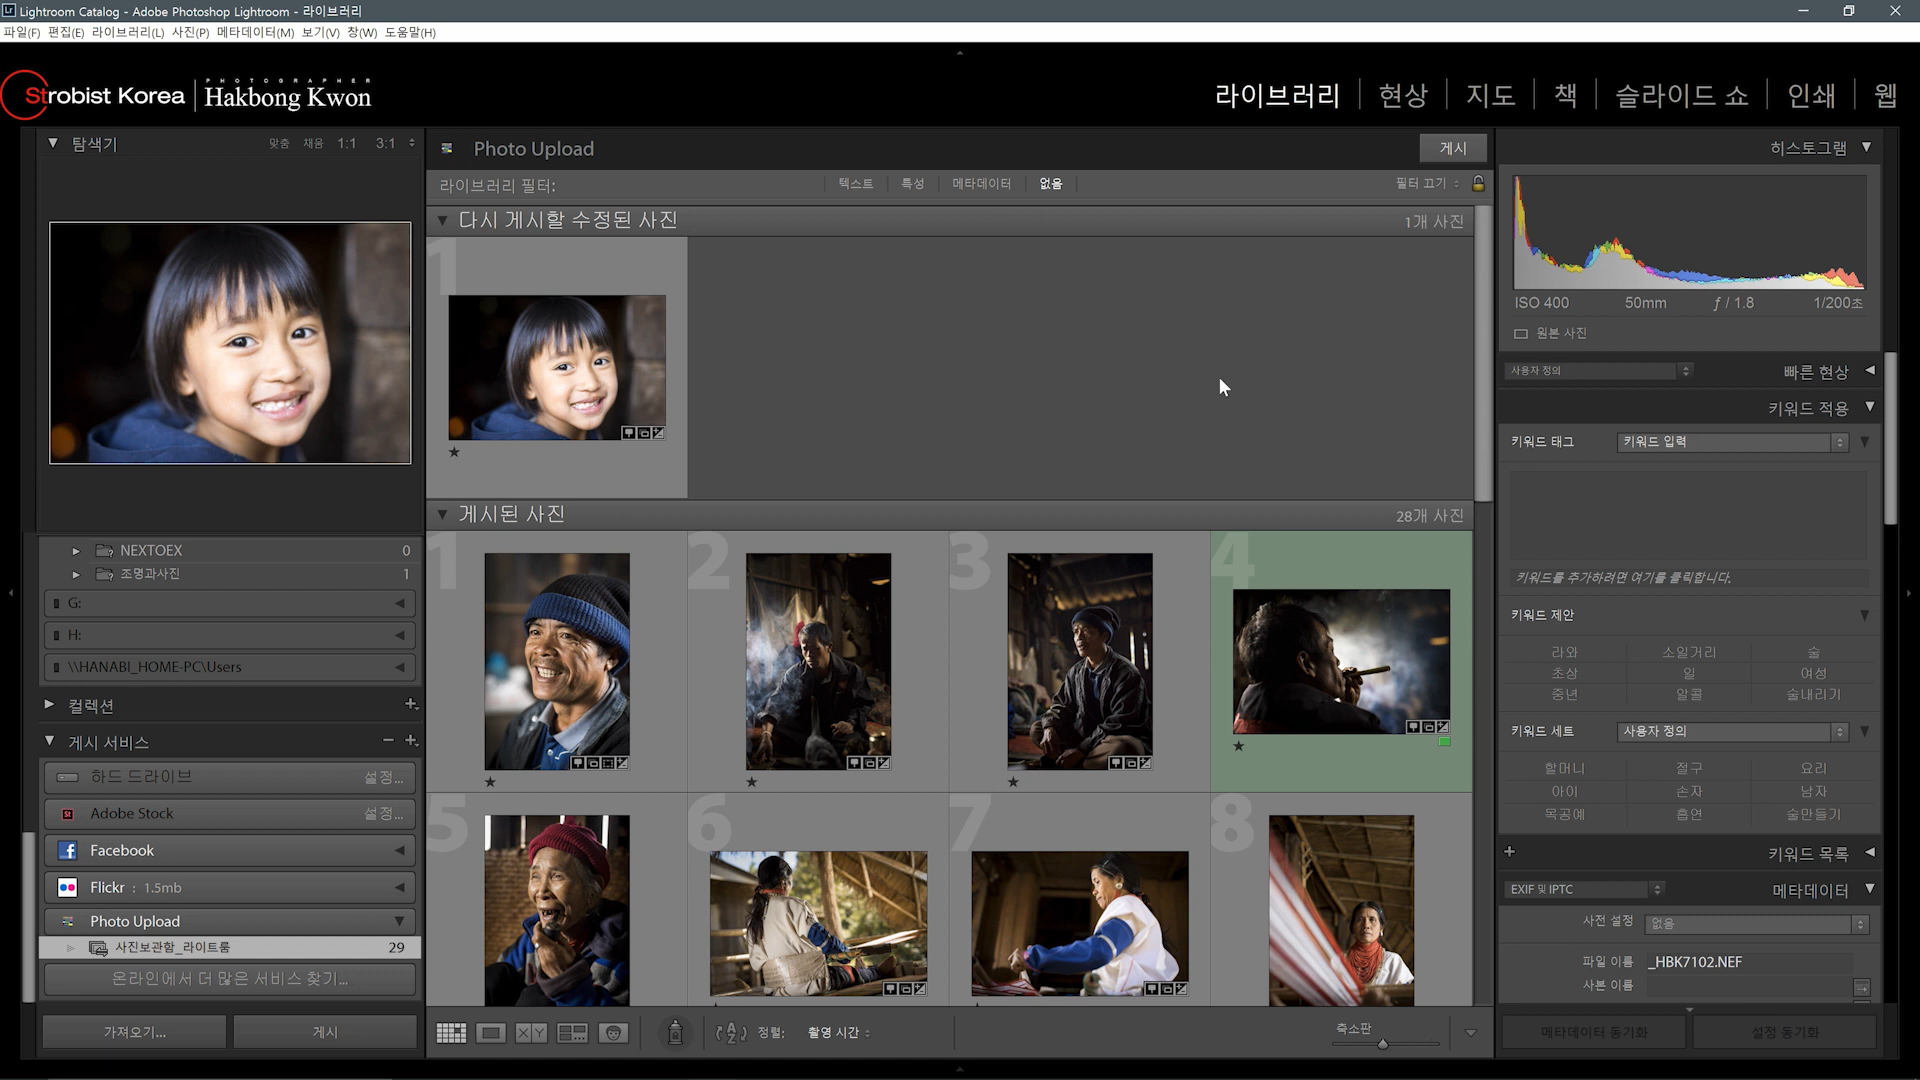 Lightroom Catalog - Adobe Photoshop Lightroom - 라이브러리
파일(F) 편집(E) 라이브러리(L) 사진(P) 메타데이터(M) 보기(V) 창(W) 도움말(H)
Strobist Korea
PHOTOGRAPHER
Hakbong Kwon
라이브러리
현상
지도
책
슬라이드 쇼
인쇄
웹
탐색기
맞춤 채움 1:1 3:1
NEXTOEX 0
조명과사진 1
G:
H:
\\HANABI_HOME-PC\Users
컬렉션
게시 서비스
하드 드라이브 설정...
Adobe Stock 설정...
Facebook
Flickr : 1.5mb
Photo Upload
사진보관함_라이트룸 29
온라인에서 더 많은 서비스 찾기...
가져오기... 게시
Photo Upload 게시
라이브러리 필터: 텍스트 특성 메타데이터 없음 필터 끄기
다시 게시할 수정된 사진 1개 사진
1
게시된 사진 28개 사진
1 2 3 4
5 6 7 8
정렬: 촬영 시간
축소판
히스토그램
ISO 400 50mm ƒ / 1.8 1/200초
원본 사진
사용자 정의 빠른 현상
키워드 적용
키워드 태그 키워드 입력
키워드를 추가하려면 여기를 클릭합니다.
키워드 제안
라와 소일거리 술
초상 일 여성
중년 알콜 술내리기
키워드 세트 사용자 정의
할머니 절구 요리
아이 손자 남자
목공예 흡연 술만들기
키워드 목록
EXIF 및 IPTC 메타데이터
사전 설정 없음
파일 이름 _HBK7102.NEF
사본 이름
메타데이터 동기화 설정 동기화